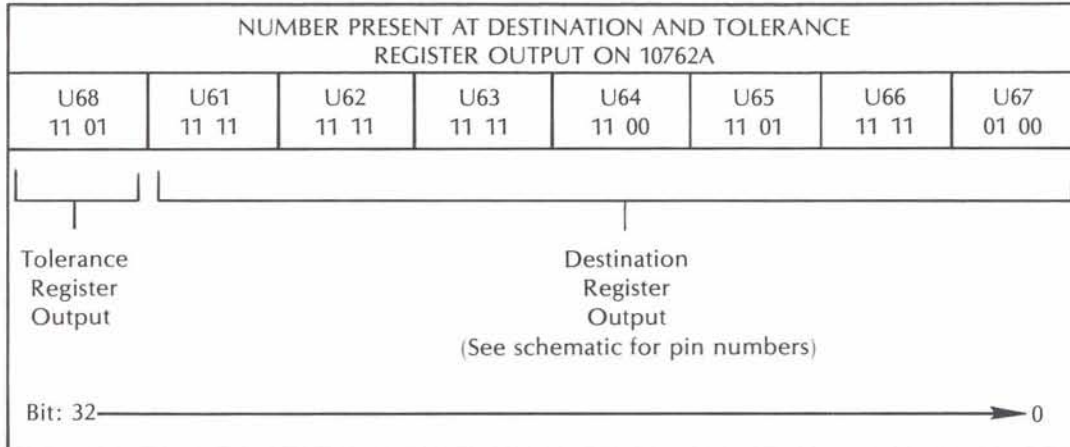 NUMBER PRESENT AT DESTINATION AND TOLERANCE
REGISTER OUTPUT ON 10762A
U68 U61 U62 U63 U64 U65 U66 U67
11 01 11 11 11 11 11 11 11 00 11 01 11 11 01 00
Tolerance
Register
Output
Destination
Register
Output
(See schematic for pin numbers)
Bit: 32 0